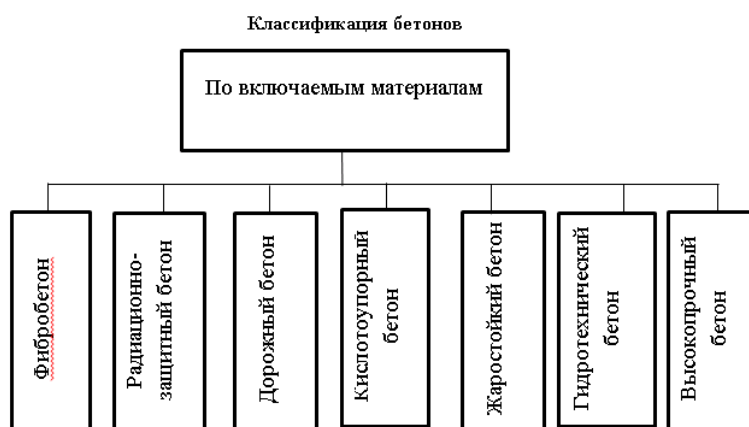 Классификация бетонов
По включаемым материалам
Фибробетон
Радиационно-
защитный бетон
Дорожный бетон
Кислотоупорный
бетон
Жаростойкий бетон
Гидротехнический
бетон
Высокопрочный
бетон